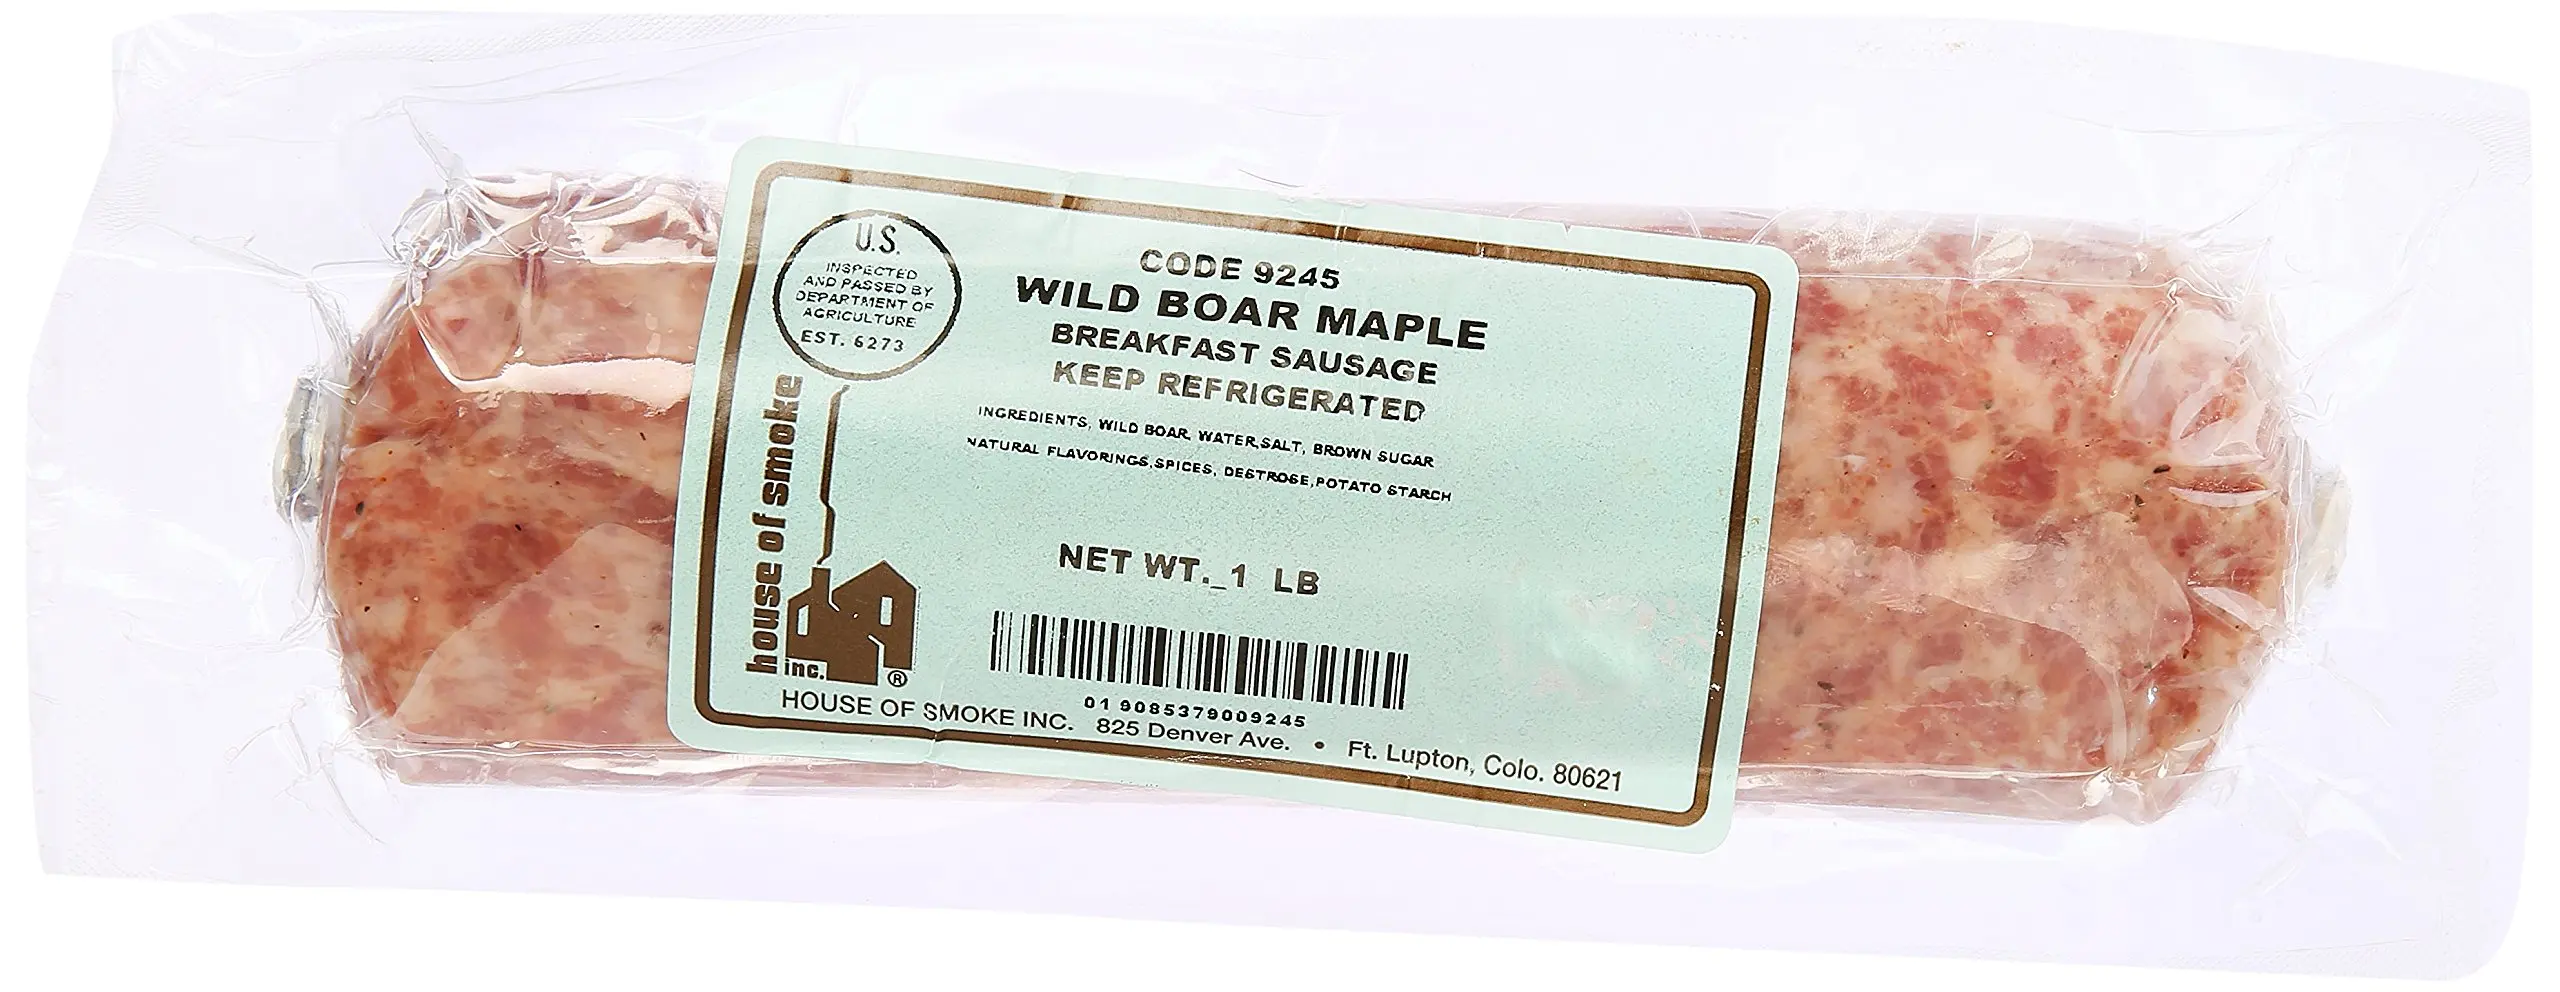 U.S.
INSPECTED
AND PASSED BY
DEPARTMENT OF
AGRICULTURE
EST. 6273
CODE 9245
WILD BOAR MAPLE
BREAKFAST SAUSAGE
KEEP REFRIGERATED
INGREDIENTS, WILD BOAR, WATER,SALT, BROWN SUGAR
NATURAL FLAVORINGS,SPICES, DESTROSE,POTATO STARCH
NET WT._1 LB
house of smoke
inc.
®
01 9085379009245
HOUSE OF SMOKE INC. 825 Denver Ave. • Ft. Lupton, Colo. 80621